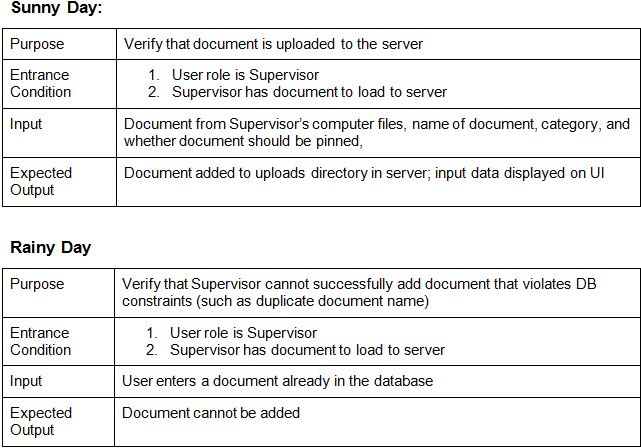 Sunny Day:
Purpose
Verify that document is uploaded to the server
Entrance
Condition
1. User role is Supervisor
2. Supervisor has document to load to server
Input
Document from Supervisor's computer files, name of document, category, and
whether document should be pinned,
Expected
Output
Document added to uploads directory in server; input data displayed on UI
Rainy Day
Purpose
Verify that Supervisor cannot successfully add document that violates DB
constraints (such as duplicate document name)
Entrance
Condition
1. User role is Supervisor
2. Supervisor has document to load to server
Input
User enters a document already in the database
Expected
Output
Document cannot be added